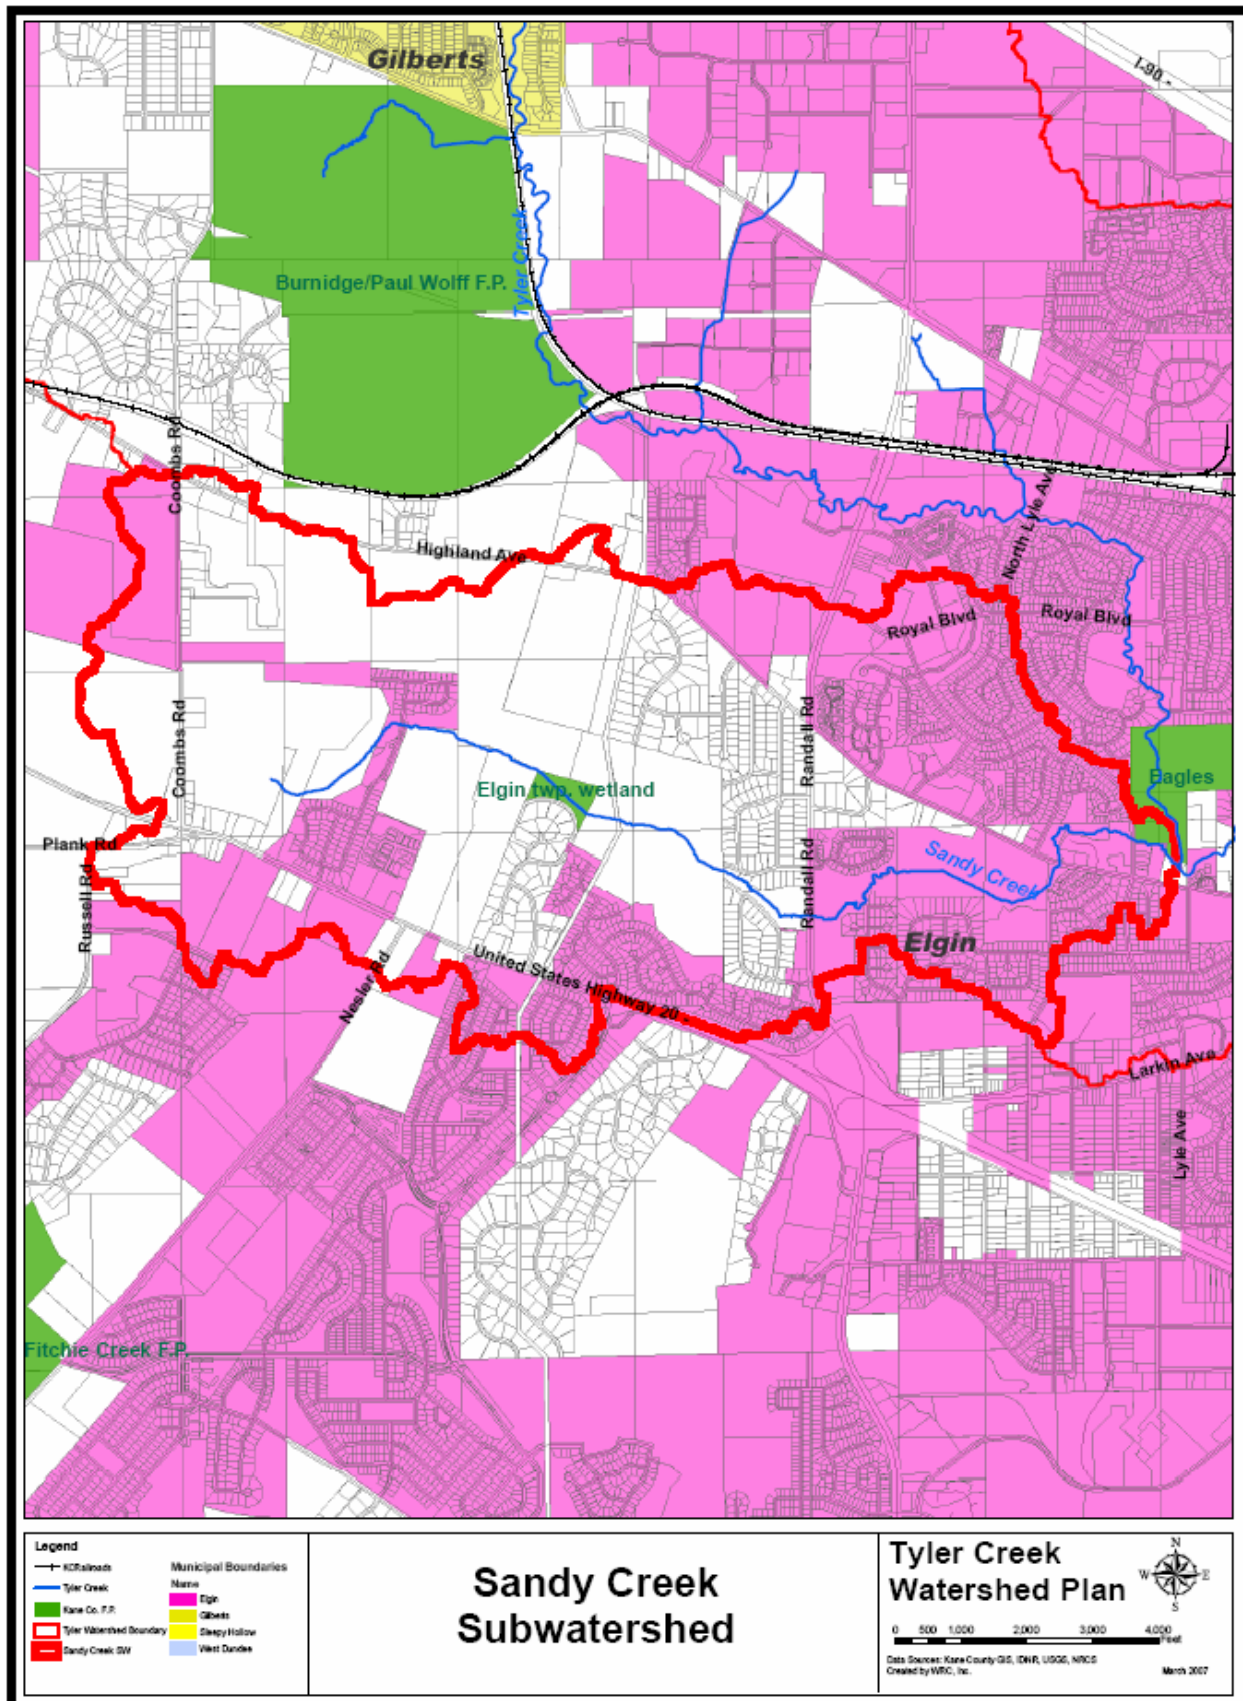 Gilberts
I-90 -
Tyler Creek
Burnidge/Paul Wolff F.P.
Coombs Rd
Highland Ave
North Lyle Ave
Royal Blvd
Royal Blvd
Coombs Rd
Randall Rd
Eagles
Elgin twp. wetland
Plank Rd
Russell Rd
Randall Rd
Sandy Creek
Elgin
Nesler Rd
United States Highway 20 -
Larkin Ave
Lyle Ave
Fitchie Creek F.P.
Legend
KCRailroads
Tyler Creek
Kane Co. F.P.
Tyler Watershed Boundary
Sandy Creek SW
Municipal Boundaries
Name
Elgin
Gilberts
Sleepy Hollow
West Dundee
Sandy Creek
Subwatershed
Tyler Creek
Watershed Plan
N
W
E
S
0 500 1,000 2,000 3,000 4,000
Feet
Data Sources: Kane County GIS, IDNR, USGS, NRCS
Created by WRC, Inc.
March 2007